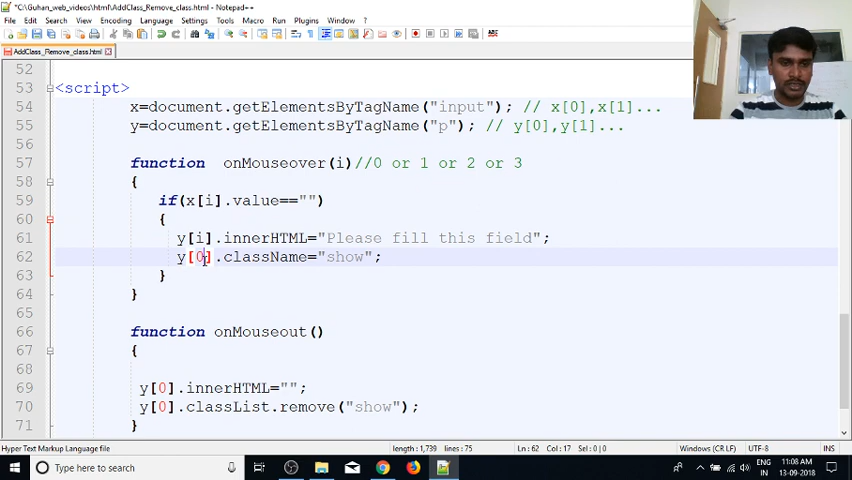 *C:\Guhan_web_videos\html\AddClass_Remove_class.html - Notepad++
File Edit Search View Encoding Language Settings Tools Macro Run Plugins Window ?
AddClass_Remove_class.html
52
53 <script>
54 x=document.getElementsByTagName("input"); // x[0],x[1]...
55 y=document.getElementsByTagName("p"); // y[0],y[1]...
56
57 function onMouseover(i)//0 or 1 or 2 or 3
58 {
59 if(x[i].value=="")
60 {
61 y[i].innerHTML="Please fill this field";
62 y[0].className="show";
63 }
64 }
65
66 function onMouseout()
67 {
68
69 y[0].innerHTML="";
70 y[0].classList.remove("show");
71 }
Hyper Text Markup Language file length : 1,739 lines : 75 Ln : 62 Col : 17 Sel : 0 | 0 Windows (CR LF) UTF-8 INS
Type here to search ENG IN 11:08 AM 13-09-2018